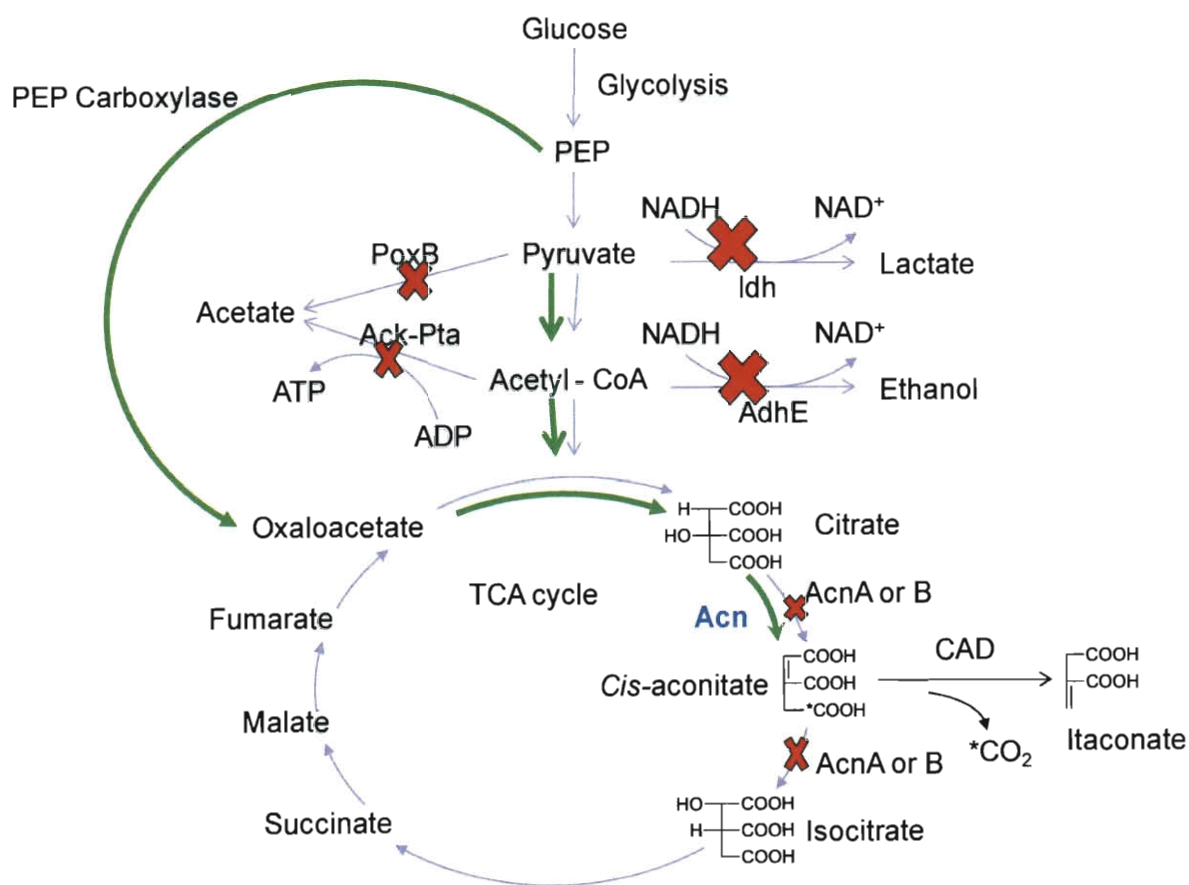 Glucose
Glycolysis
PEP Carboxylase
PEP
NADH
NAD⁺
PoxB
Pyruvate
Lactate
ldh
Acetate
Ack-Pta
NADH
NAD⁺
ATP
Acetyl - CoA
Ethanol
AdhE
ADP
H COOH
HO COOH
COOH
Citrate
Oxaloacetate
TCA cycle
AcnA or B
Acn
Fumarate
COOH
COOH
*COOH
Cis-aconitate
CAD
COOH
COOH
Itaconate
*CO₂
Malate
AcnA or B
HO COOH
H COOH
COOH
Isocitrate
Succinate